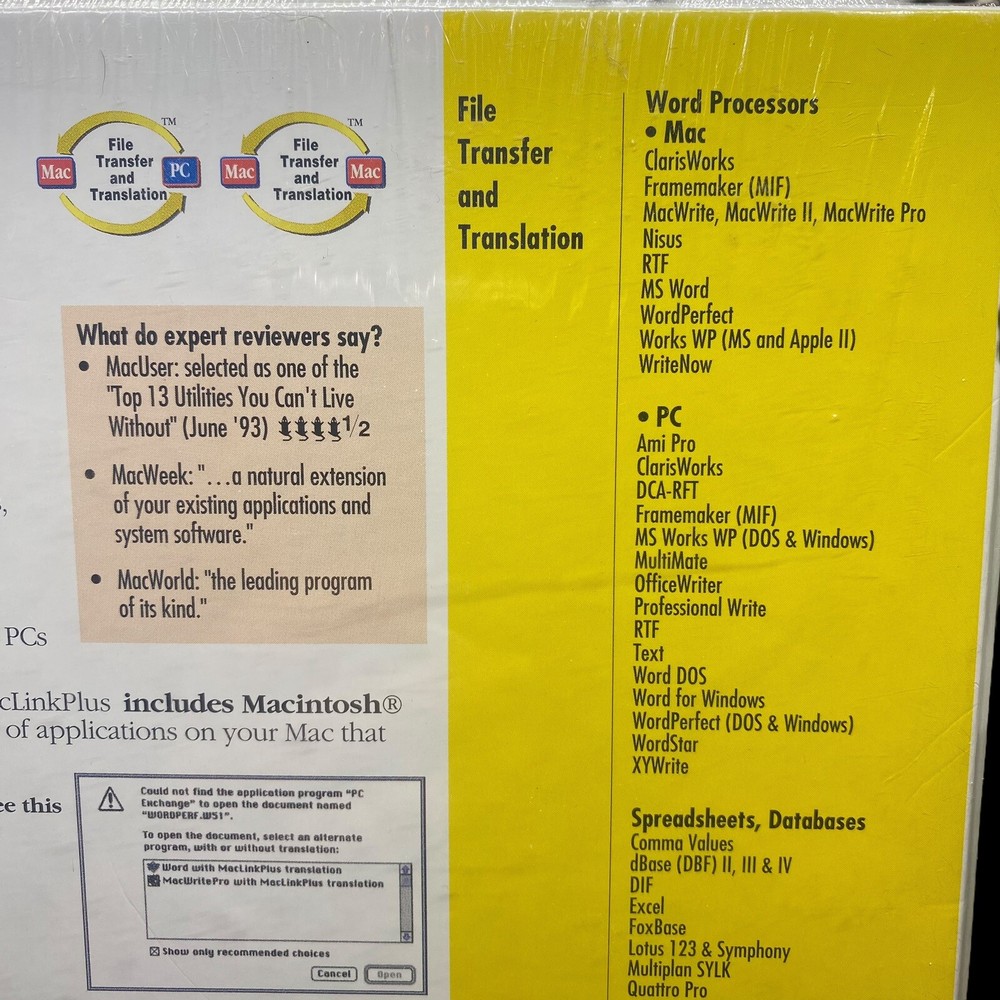 File
Transfer
and
Translation
TM
Mac
PC
File
Transfer
and
Translation
TM
Mac
Mac
What do expert reviewers say?
• MacUser: selected as one of the
"Top 13 Utilities You Can't Live
Without" (June '93) 1/2
• MacWeek: "...a natural extension
of your existing applications and
system software."
• MacWorld: "the leading program
of its kind."
PCs
cLinkPlus includes Macintosh®
of applications on your Mac that
ee this
Could not find the application program "PC
Exchange" to open the document named
"WORDPERF.W51".
To open the document, select an alternate
program, with or without translation:
Word with MacLinkPlus translation
MacWritePro with MacLinkPlus translation
Show only recommended choices
Cancel
Open
File
Transfer
and
Translation
Word Processors
• Mac
ClarisWorks
Framemaker (MIF)
MacWrite, MacWrite II, MacWrite Pro
Nisus
RTF
MS Word
WordPerfect
Works WP (MS and Apple II)
WriteNow
• PC
Ami Pro
ClarisWorks
DCA-RFT
Framemaker (MIF)
MS Works WP (DOS & Windows)
MultiMate
OfficeWriter
Professional Write
RTF
Text
Word DOS
Word for Windows
WordPerfect (DOS & Windows)
WordStar
XYWrite
Spreadsheets, Databases
Comma Values
dBase (DBF) II, III & IV
DIF
Excel
FoxBase
Lotus 123 & Symphony
Multiplan SYLK
Quattro Pro